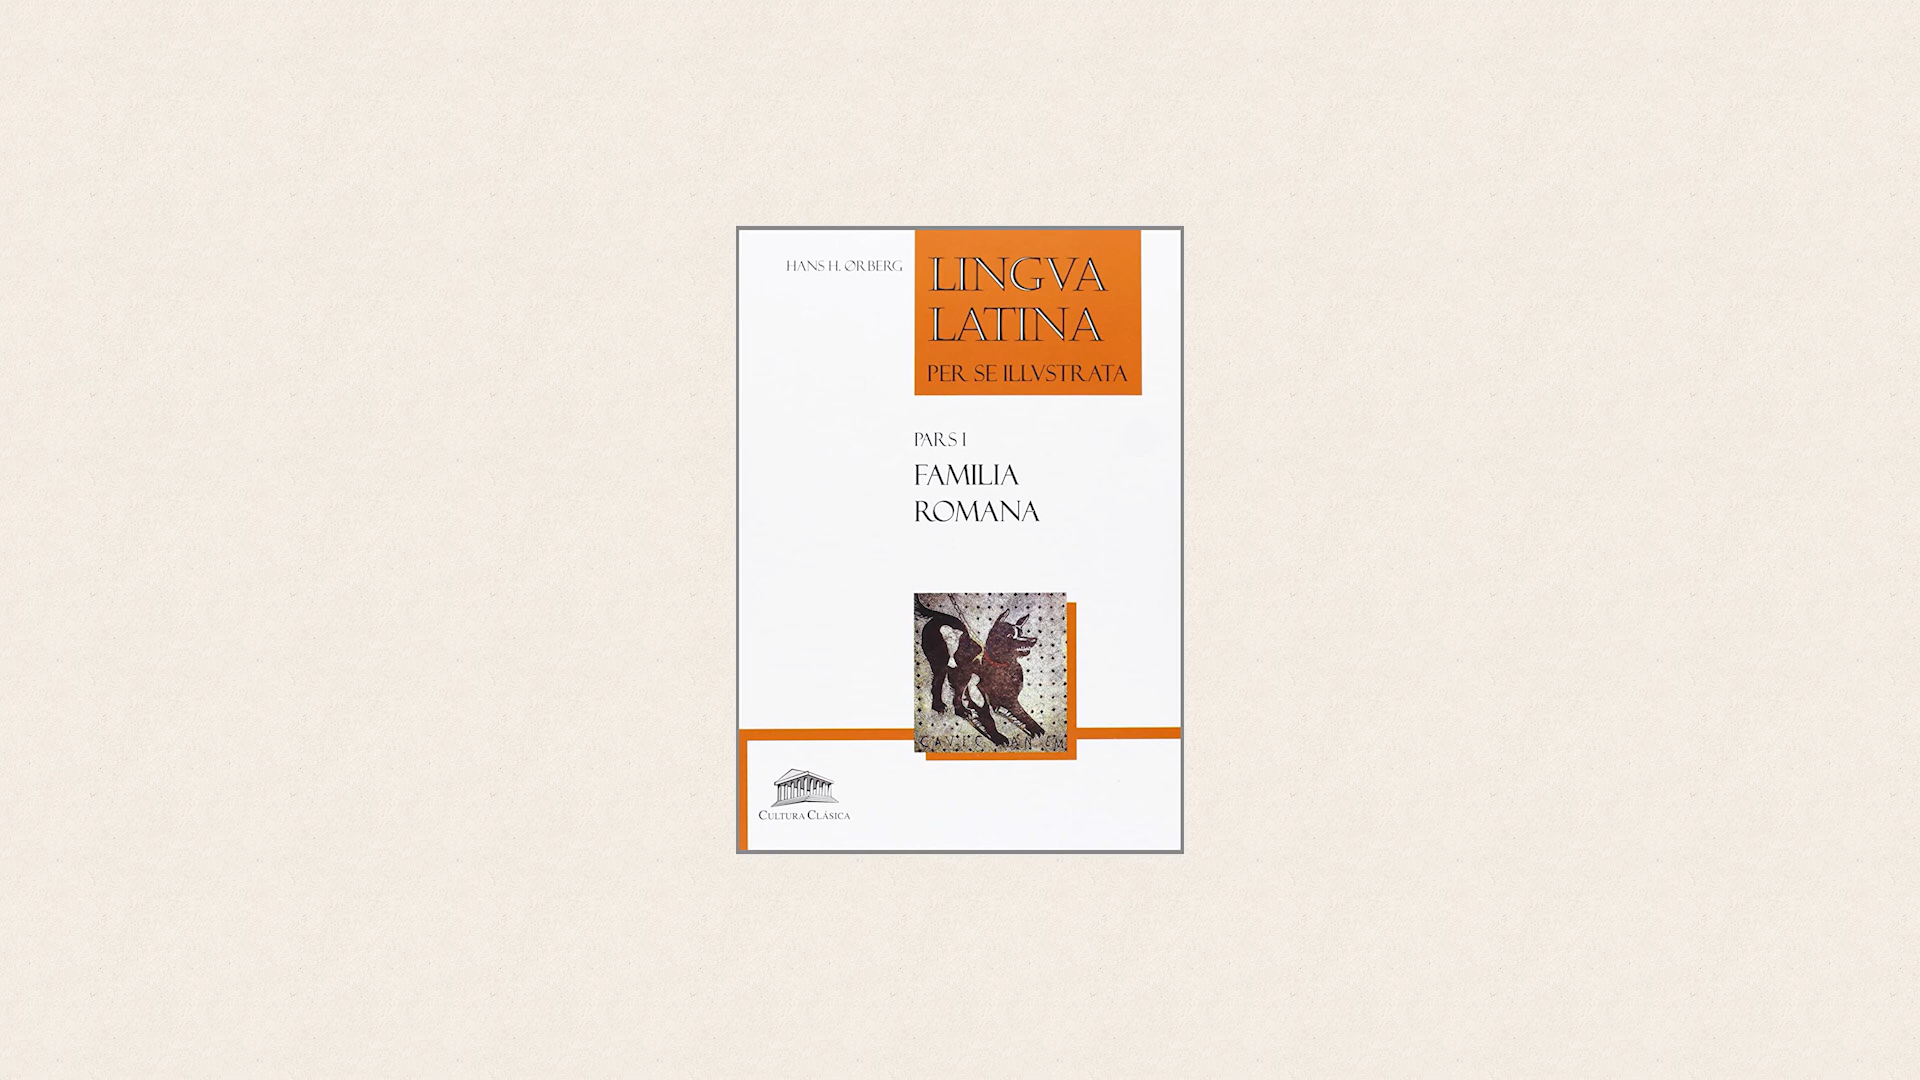 HANS H. ØRBERG
LINGVA
LATINA
PER SE ILLVSTRATA
PARS I
FAMILIA
ROMANA
CAVE CANEM
CULTURA CLÁSICA